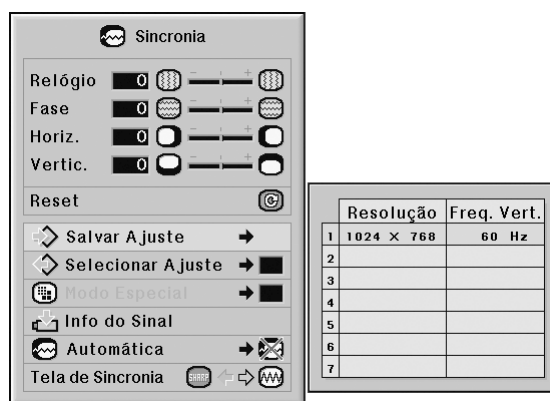 Sincronia
Relógio 0 - +
Fase 0 - +
Horiz. 0 - +
Vertic. 0 - +
Reset
Salvar Ajuste
Selecionar Ajuste
Modo Especial
Info do Sinal
Automática
Tela de Sincronia SHARP
Resolução Freq. Vert.
1 1024 × 768 60 Hz
2
3
4
5
6
7